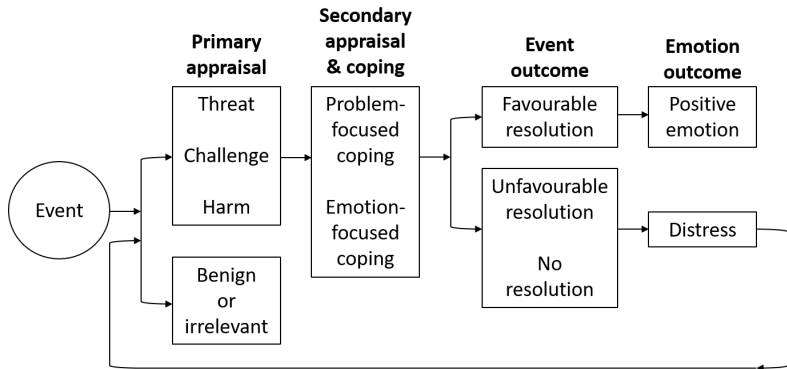 Primary
appraisal
Secondary
appraisal
& coping
Event
outcome
Emotion
outcome
Event
Threat
Challenge
Harm
Benign
or
irrelevant
Problem-
focused
coping
Emotion-
focused
coping
Favourable
resolution
Unfavourable
resolution
No
resolution
Positive
emotion
Distress